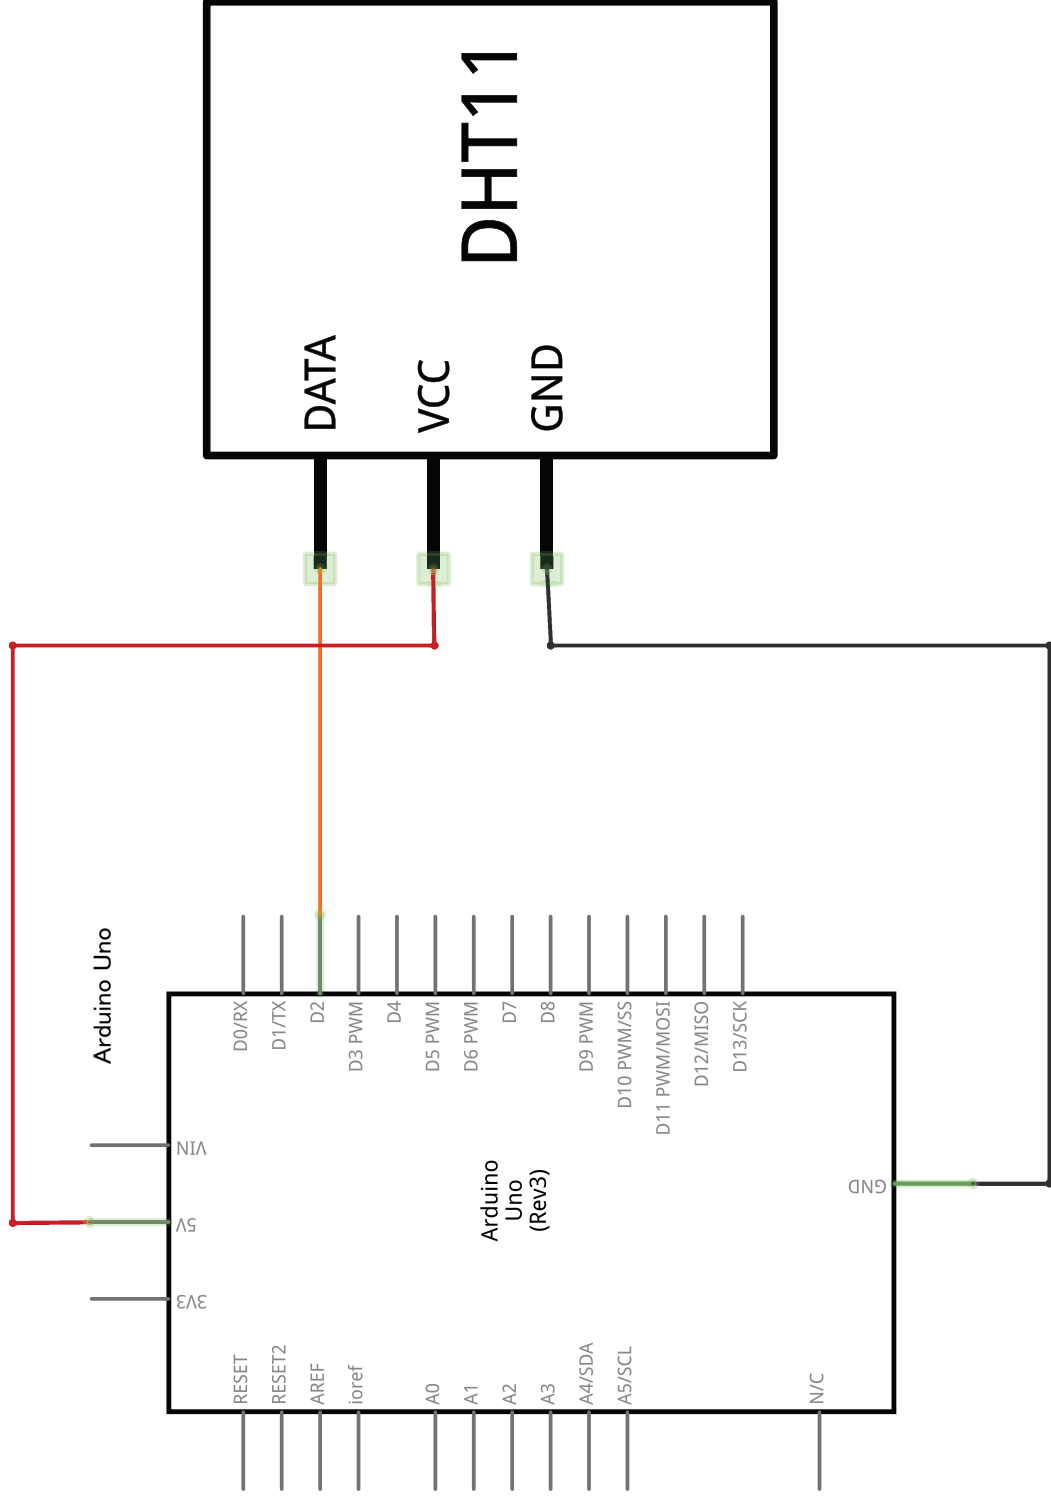 DHT11
DATA
VCC
GND
Arduino Uno
D0/RX
D1/TX
D2
D3 PWM
D4
D5 PWM
D6 PWM
D7
D8
D9 PWM
D10 PWM/SS
D11 PWM/MOSI
D12/MISO
D13/SCK
VIN
5V
3V3
Arduino
Uno
(Rev3)
GND
RESET
RESET2
AREF
ioref
A0
A1
A2
A3
A4/SDA
A5/SCL
N/C